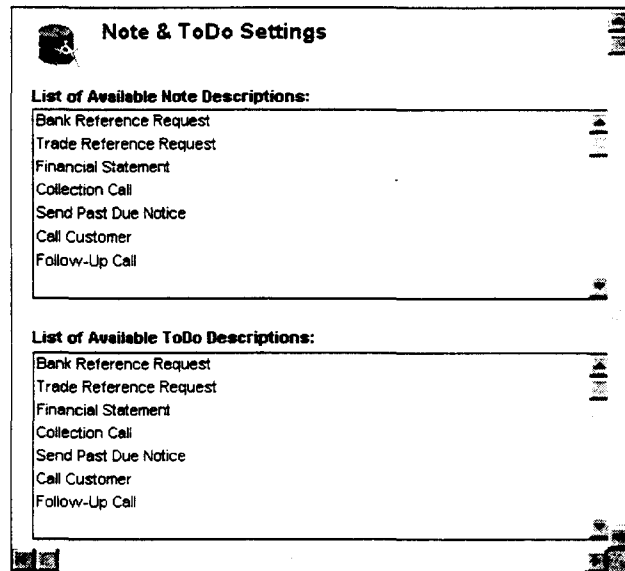 Note & ToDo Settings
List of Available Note Descriptions:
Bank Reference Request
Trade Reference Request
Financial Statement
Collection Call
Send Past Due Notice
Call Customer
Follow-Up Call
List of Available ToDo Descriptions:
Bank Reference Request
Trade Reference Request
Financial Statement
Collection Call
Send Past Due Notice
Call Customer
Follow-Up Call